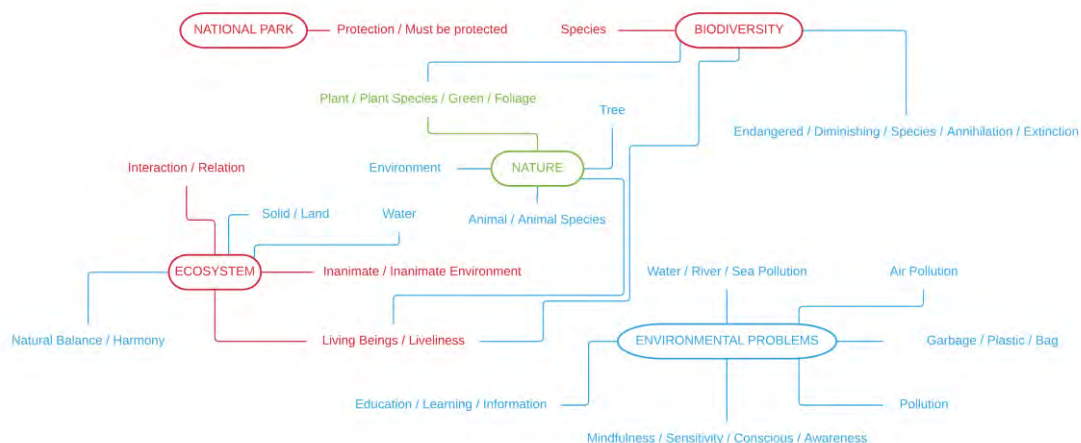 NATIONAL PARK
Protection / Must be protected
Species
BIODIVERSITY
Plant / Plant Species / Green / Foliage
Tree
Endangered / Diminishing / Species / Annihilation / Extinction
Interaction / Relation
Environment
NATURE
Solid / Land
Water
Animal / Animal Species
ECOSYSTEM
Inanimate / Inanimate Environment
Water / River / Sea Pollution
Air Pollution
Natural Balance / Harmony
Living Beings / Liveliness
ENVIRONMENTAL PROBLEMS
Garbage / Plastic / Bag
Education / Learning / Information
Pollution
Mindfulness / Sensitivity / Conscious / Awareness